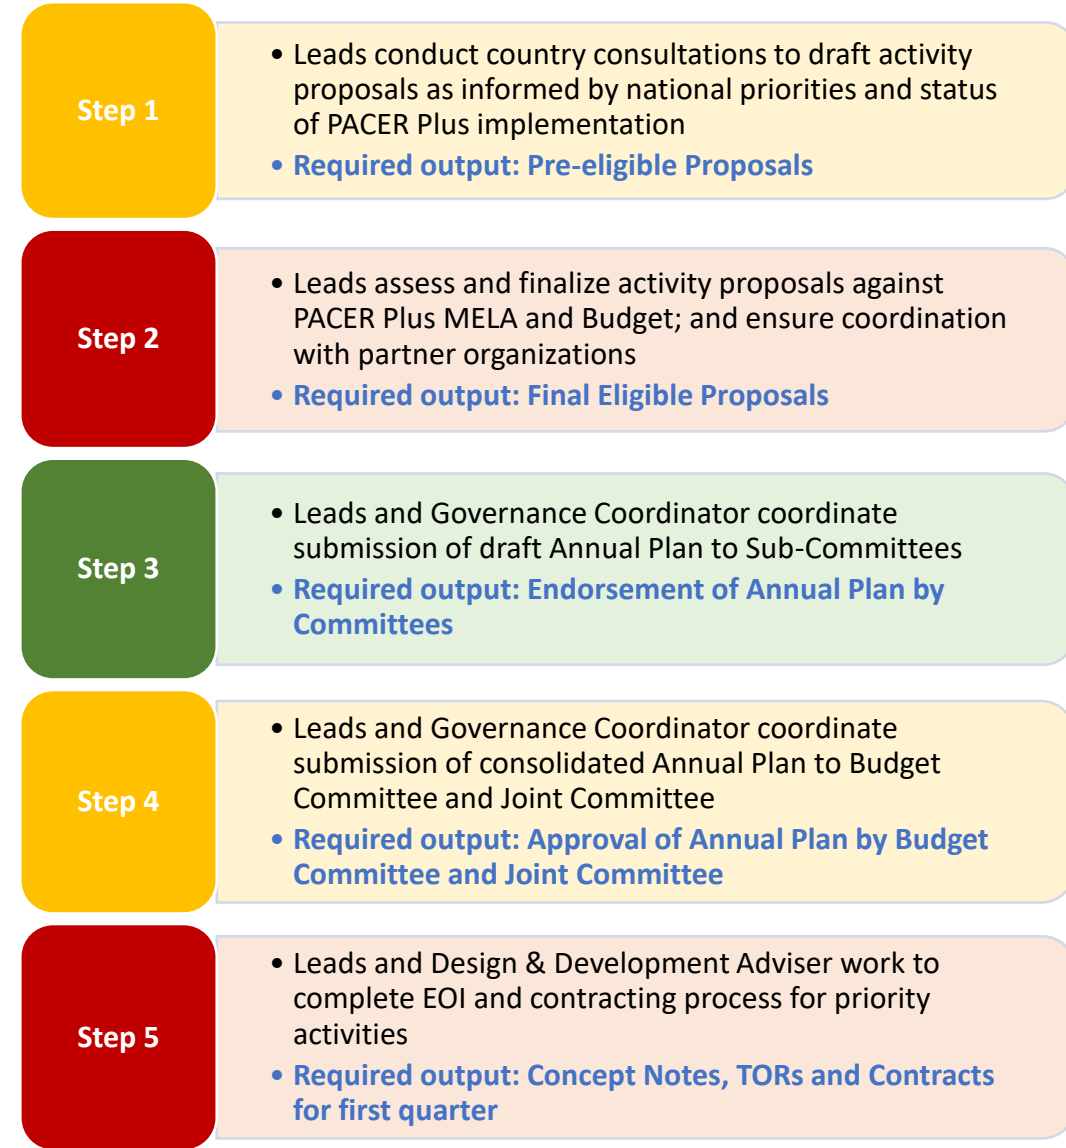 Step 1
• Leads conduct country consultations to draft activity
proposals as informed by national priorities and status
of PACER Plus implementation
• Required output: Pre-eligible Proposals
Step 2
• Leads assess and finalize activity proposals against
PACER Plus MELA and Budget; and ensure coordination
with partner organizations
• Required output: Final Eligible Proposals
Step 3
• Leads and Governance Coordinator coordinate
submission of draft Annual Plan to Sub-Committees
• Required output: Endorsement of Annual Plan by
Committees
Step 4
• Leads and Governance Coordinator coordinate
submission of consolidated Annual Plan to Budget
Committee and Joint Committee
• Required output: Approval of Annual Plan by Budget
Committee and Joint Committee
Step 5
• Leads and Design & Development Adviser work to
complete EOI and contracting process for priority
activities
• Required output: Concept Notes, TORs and Contracts
for first quarter